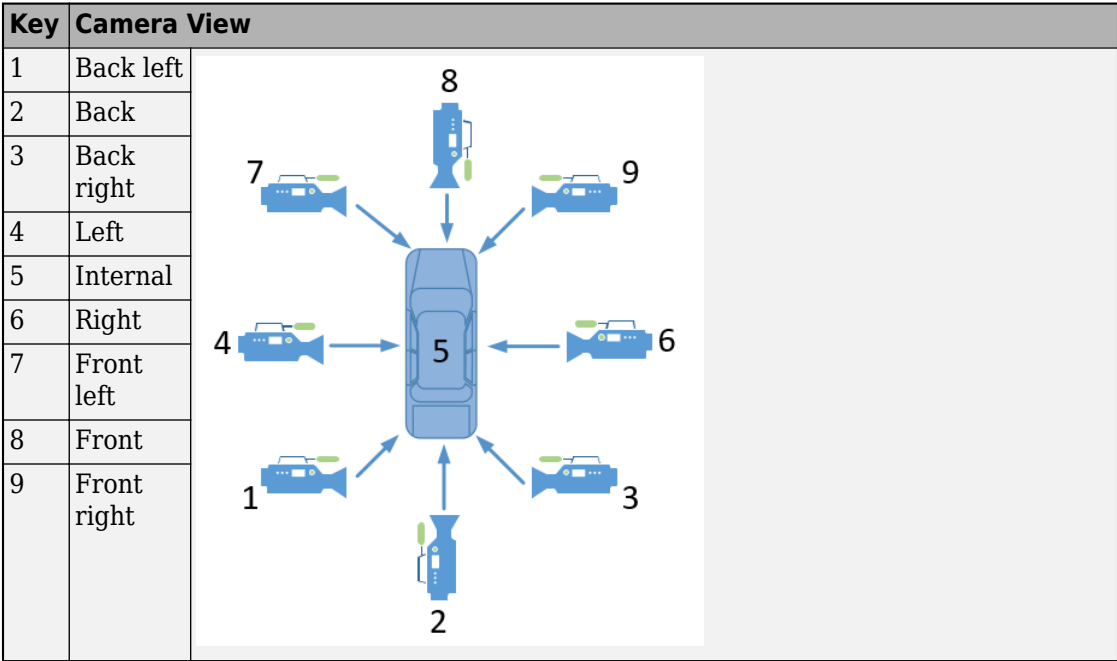 Key Camera View
1 Back left
2 Back
3 Back
right
4 Left
5 Internal
6 Right
7 Front
left
8 Front
9 Front
right
8
7
9
4
5
6
1
3
2